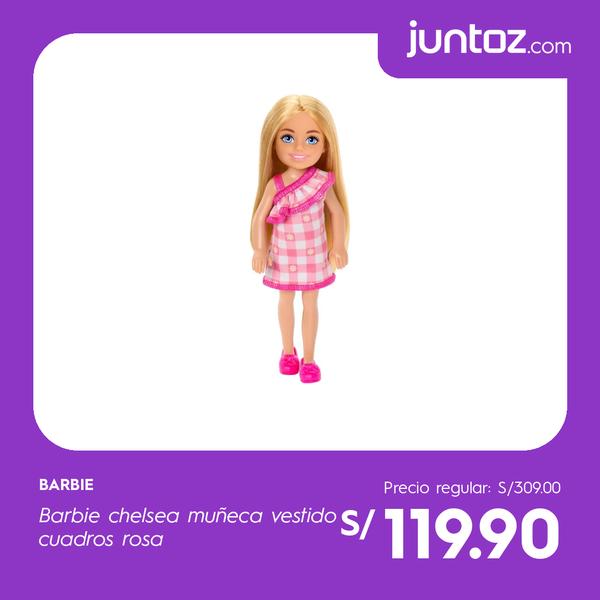 juntoz.com
BARBIE
Barbie chelsea muñeca vestido
cuadros rosa
Precio regular: S/309.00
S/119.90